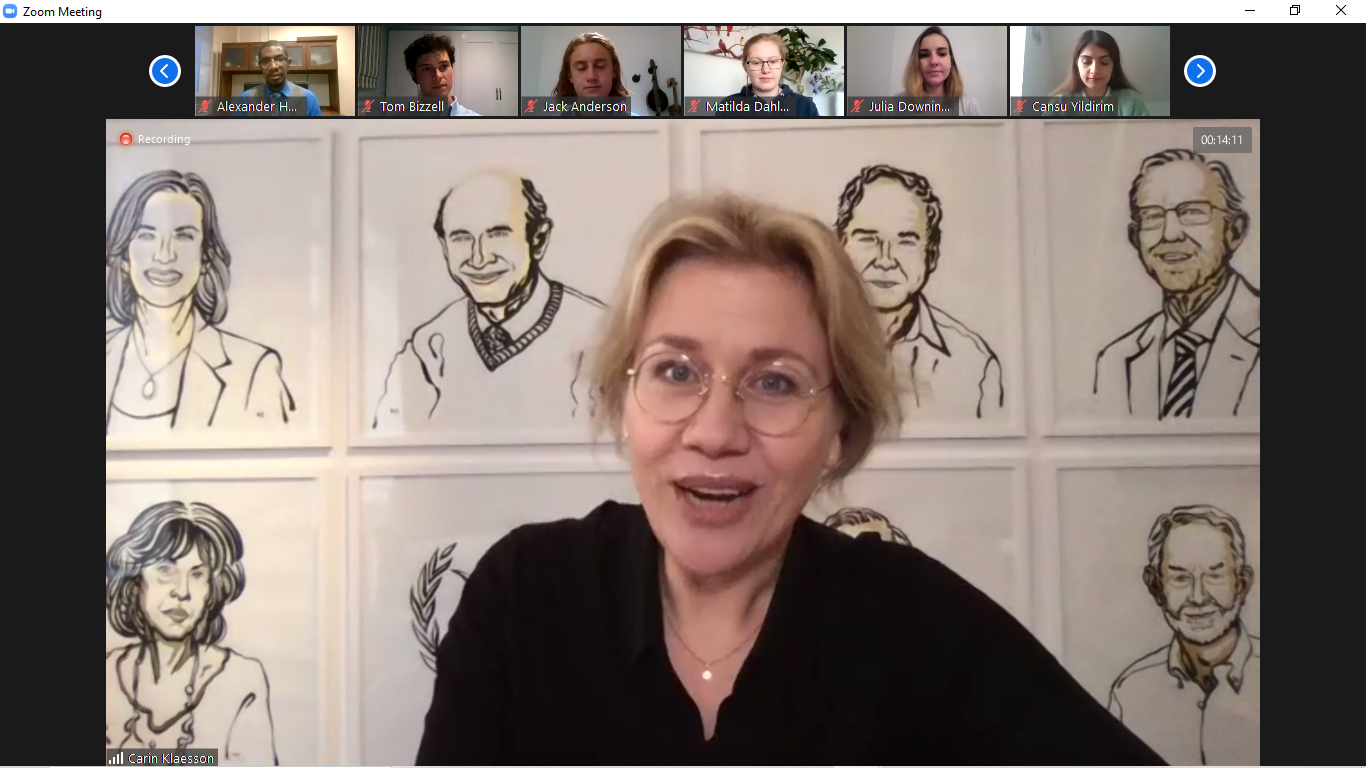 Zoom Meeting
Alexander H...
Tom Bizzell
Jack Anderson
Matilda Dahl...
Julia Downin...
Cansu Yildirim
Recording
00:14:11
Carin Klaesson